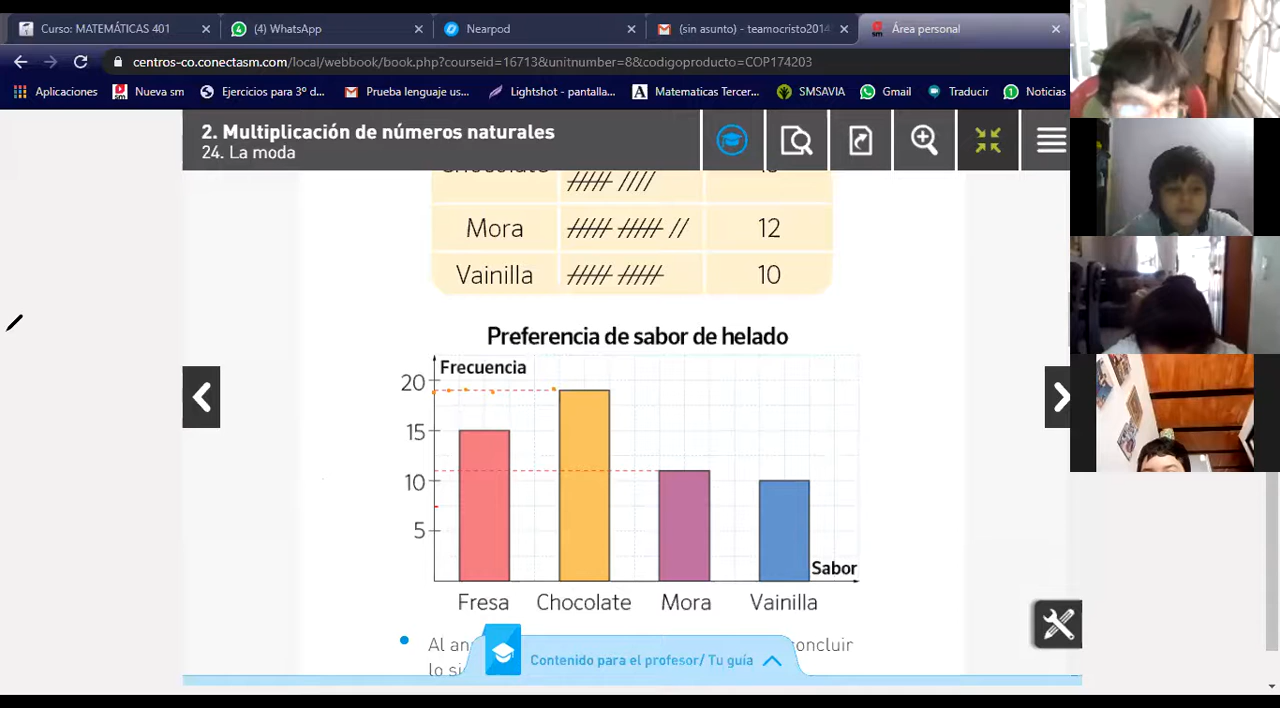 Curso: MATEMÁTICAS 401
(4) WhatsApp
Nearpod
(sin asunto) - teamocristo2014
Área personal
centros-co.conectasm.com/local/webbook/book.php?courseid=16713&unitnumber=8&codigoproducto=COP174203
Aplicaciones
Nueva sm
Ejercicios para 3º d...
Prueba lenguaje us...
Lightshot - pantalla...
Matematicas Tercer...
SMSAVIA
Gmail
Traducir
Noticias
2. Multiplicación de números naturales
24. La moda
Mora 12
Vainilla 10
Preferencia de sabor de helado
Frecuencia
20
15
10
5
Sabor
Fresa Chocolate Mora Vainilla
Al an oncluir
lo si
Contenido para el profesor/ Tu guía